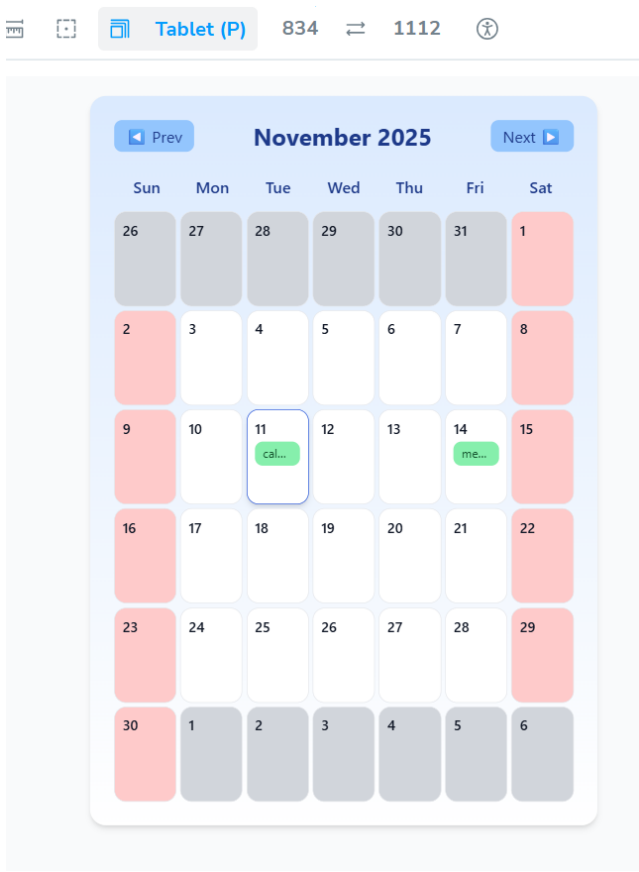 Tablet (P) 834 1112
Prev November 2025 Next
Sun Mon Tue Wed Thu Fri Sat
26 27 28 29 30 31 1
2 3 4 5 6 7 8
9 10 11 12 13 14 15
cal... me...
16 17 18 19 20 21 22
23 24 25 26 27 28 29
30 1 2 3 4 5 6